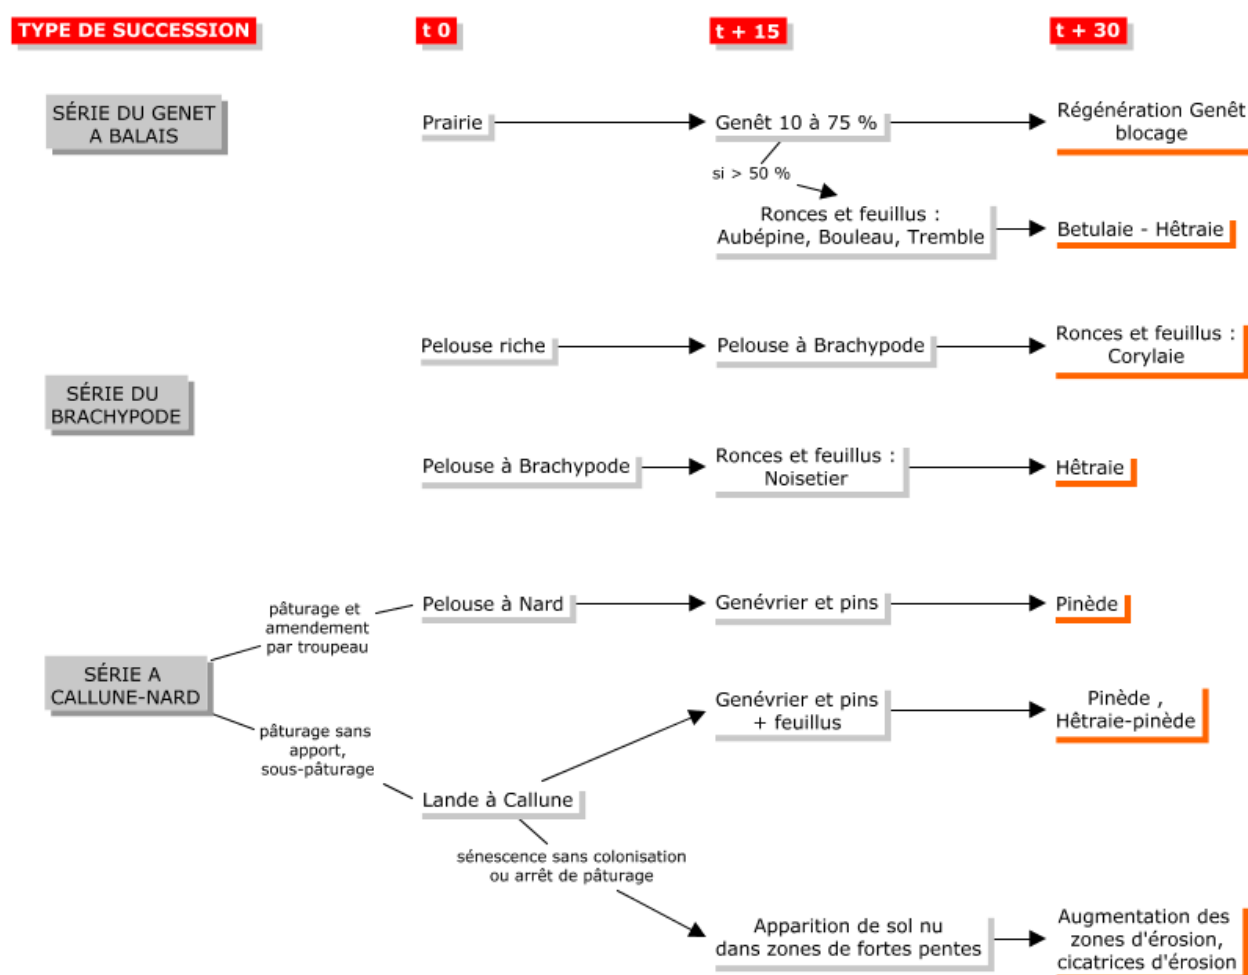 TYPE DE SUCCESSION
t 0
t + 15
t + 30
SÉRIE DU GENET
A BALAIS
Prairie
Genêt 10 à 75 %
Régénération Genêt
blocage
si > 50 %
Ronces et feuillus :
Aubépine, Bouleau, Tremble
Betulaie - Hêtraie
SÉRIE DU
BRACHYPODE
Pelouse riche
Pelouse à Brachypode
Ronces et feuillus :
Corylaie
Pelouse à Brachypode
Ronces et feuillus :
Noisetier
Hêtraie
SÉRIE A
CALLUNE-NARD
pâturage et
amendement
par troupeau
Pelouse à Nard
Genévrier et pins
Pinède
pâturage sans
apport,
sous-pâturage
Lande à Callune
Genévrier et pins
+ feuillus
Pinède ,
Hêtraie-pinède
sénescence sans colonisation
ou arrêt de pâturage
Apparition de sol nu
dans zones de fortes pentes
Augmentation des
zones d'érosion,
cicatrices d'érosion